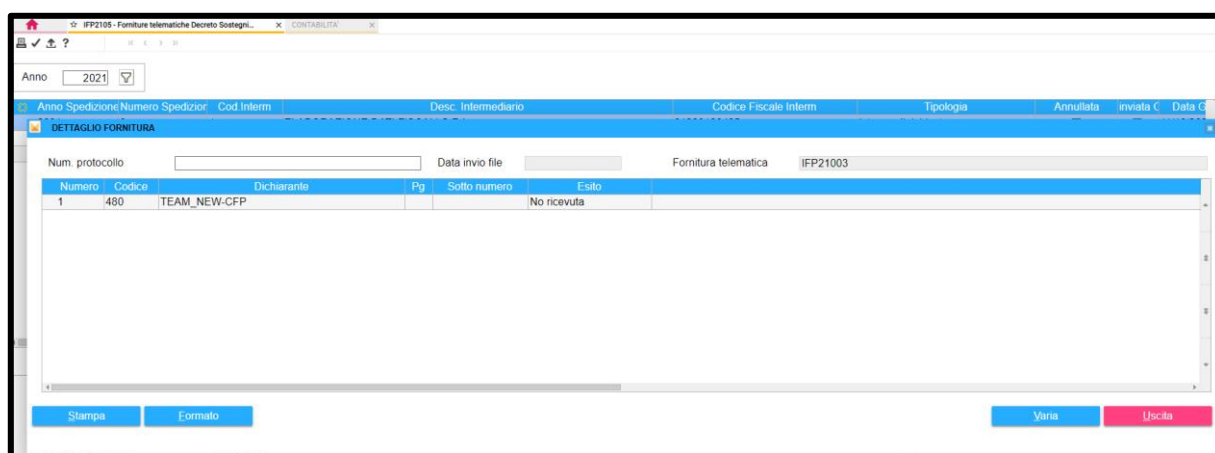 IFP2105 - Forniture telematiche Decreto Sostegni...
CONTABILITA'
Anno 2021
Anno Spedizione Numero Spedizior Cod.Interm Desc. Intermediario Codice Fiscale Interm Tipologia Annullata inviata C Data G
DETTAGLIO FORNITURA
Num. protocollo Data invio file Fornitura telematica IFP21003
Numero Codice Dichiarante Pg Sotto numero Esito
1 480 TEAM_NEW-CFP No ricevuta
Stampa Formato Varia Uscita